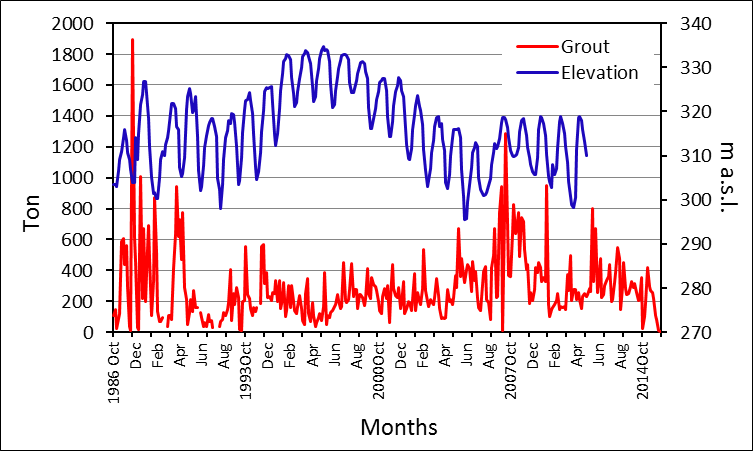 2000
1800
1600
1400
1200
1000
800
600
400
200
0
Ton
340
330
320
310
300
290
280
270
m a.s.l.
Grout
Elevation
1986 Oct
Dec
Feb
Apr
Jun
Aug
1993Oct
Dec
Feb
Apr
Jun
Aug
2000Oct
Dec
Feb
Apr
Jun
Aug
2007Oct
Dec
Feb
Apr
Jun
Aug
2014Oct
Months